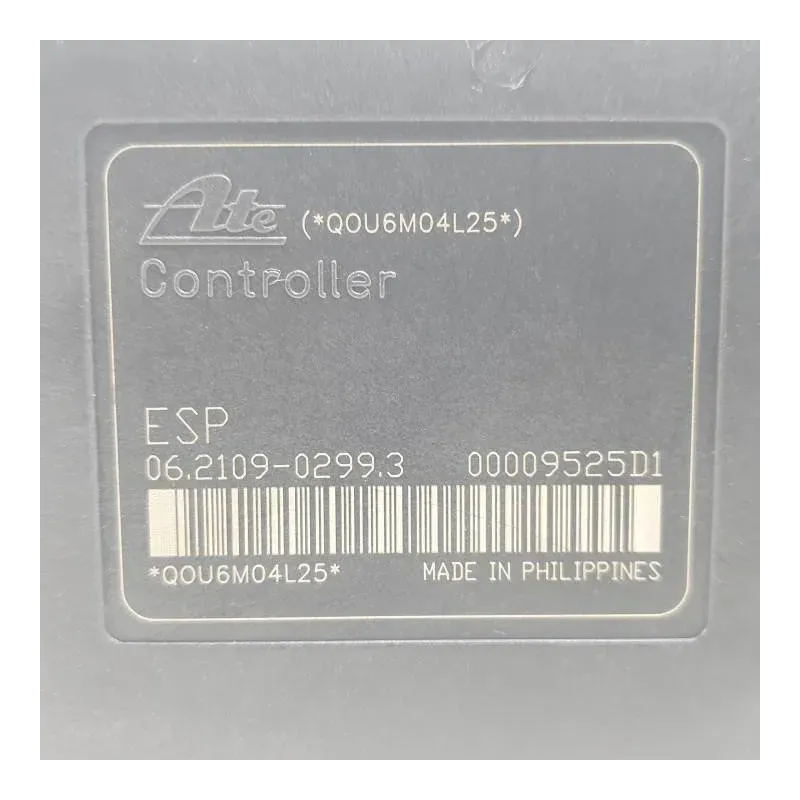 Ate (*QOU6M04L25*)
Controller
ESP
06.2109-0299.3 00009525D1
*QOU6M04L25* MADE IN PHILIPPINES